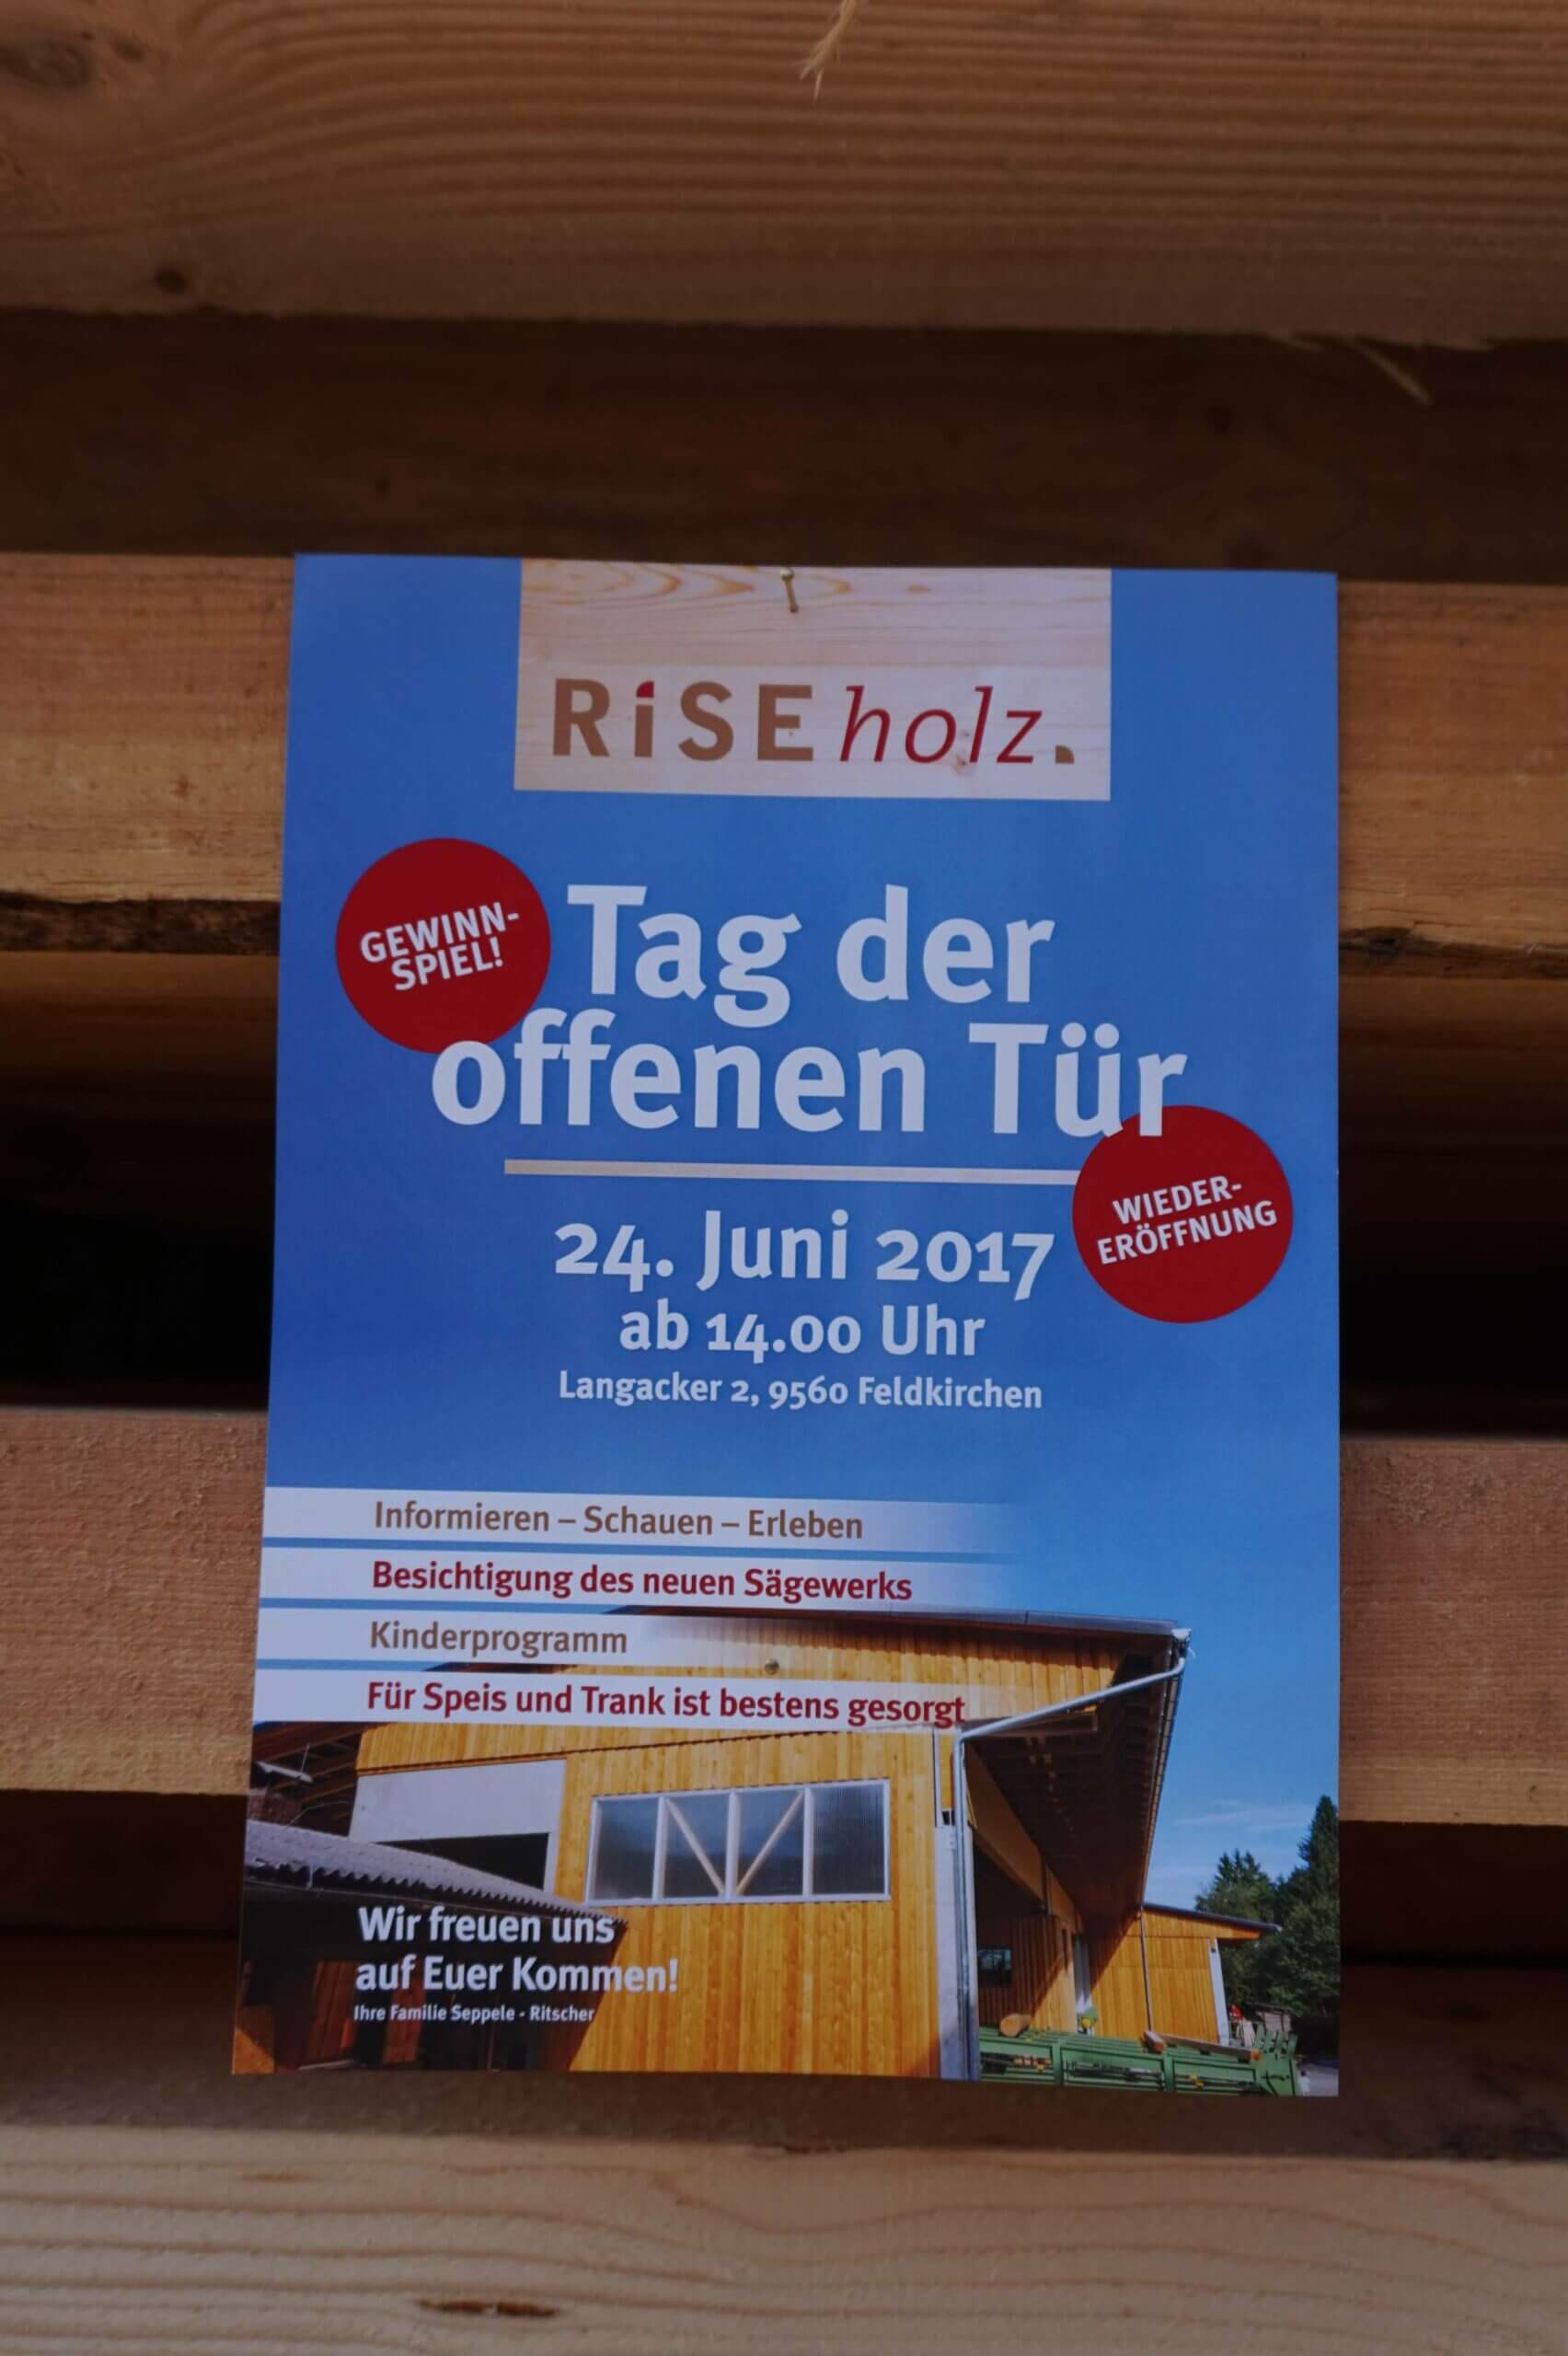 RiSEholz.
GEWINN-
SPIEL!
Tag der
offenen Tür
WIEDER-
ERÖFFNUNG
24. Juni 2017
ab 14.00 Uhr
Langacker 2, 9560 Feldkirchen
Informieren – Schauen – Erleben
Besichtigung des neuen Sägewerks
Kinderprogramm
Für Speis und Trank ist bestens gesorgt
Wir freuen uns
auf Euer Kommen!
Ihre Familie Seppele - Ritscher